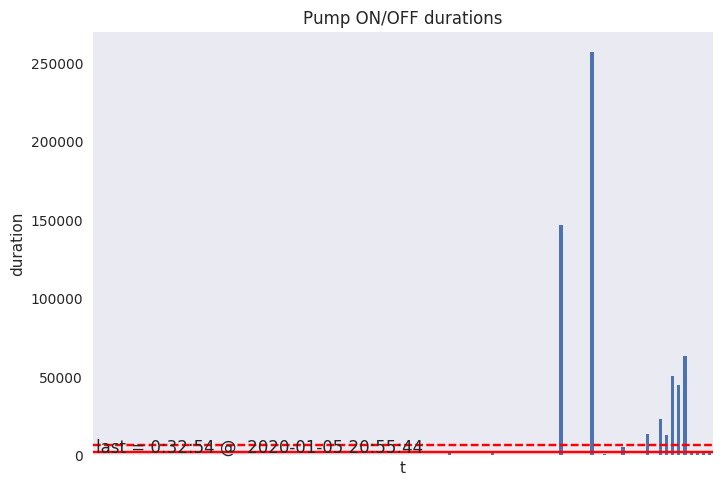 Pump ON/OFF durations
250000
200000
150000
100000
50000
0
duration
last = 0:32:54 @  2020-01-05 20:55:44
t